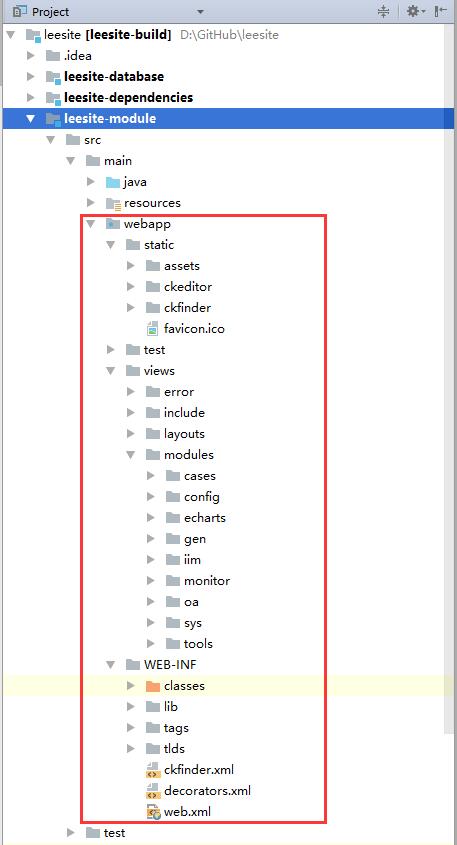 Project
leesite [leesite-build] D:\GitHub\leesite
.idea
leesite-database
leesite-dependencies
leesite-module
src
main
java
resources
webapp
static
assets
ckeditor
ckfinder
favicon.ico
test
views
error
include
layouts
modules
cases
config
echarts
gen
iim
monitor
oa
sys
tools
WEB-INF
classes
lib
tags
tlds
ckfinder.xml
decorators.xml
web.xml
test